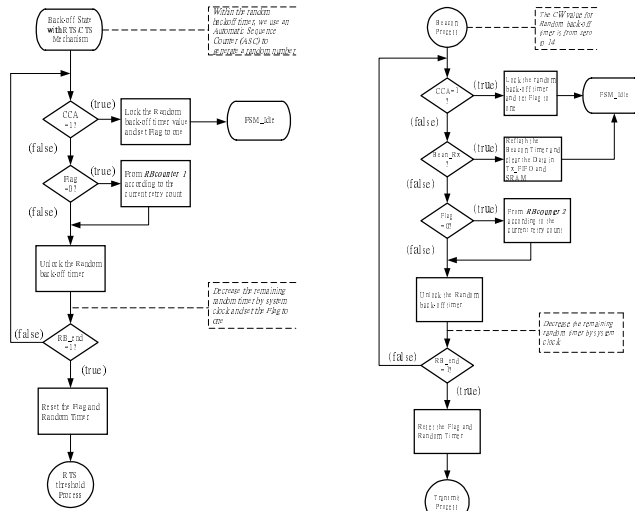 Back-off State
with RTS/CTS
Mechanism
Within the random
backoff timer, we use an
Automatic Sequence
Counter (ASC) to
generate a random number
CCA
=1?
(true)
(false)
Lock the Random
back-off timer value
and set Flag to one
FSM_Idle
Flag
=0?
(true)
(false)
From RBcounter 1
according to the
current retry count
Unlock the Random
back-off timer
Decrease the remaining
random timer by system
clock and set the Flag to
one
RB_end
=1?
(false)
(true)
Reset the Flag and
Random Timer
RTS
threshold
Process
Beacon
Process
The CW value for
Random back-off
timer is from zero
CCA=1
?
(true)
(false)
Lock the random
back-off timer
and set Flag to
one
FSM_Idle
?
(true)
(false)
Beacon Timer and
clear the Data in
Tx_FIFO and
SRAM
Flag
=0?
(true)
(false)
From RBcounter 2
according to the
current retry count
Unlock the Random
back-off timer
Decrease the remaining
random timer by system
clock
RB_end
=1?
(false)
(true)
Reset the Flag and
Random Timer
Transmit
Process